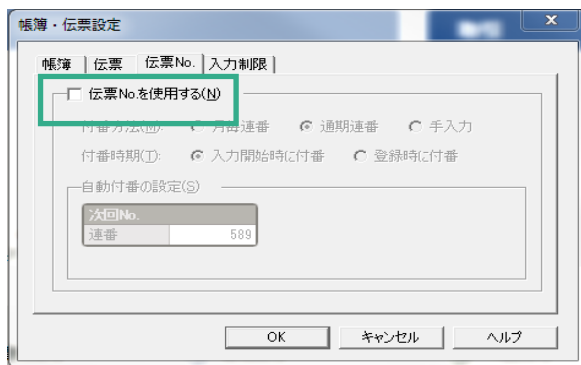 帳簿・伝票設定
帳簿 伝票 伝票No. 入力制限
伝票No.を使用する(N)
付番方法(M): 月毎連番 通期連番 手入力
付番時期(T): 入力開始時に付番 登録時に付番
自動付番の設定(S)
次回No.
連番 589
OK キャンセル ヘルプ